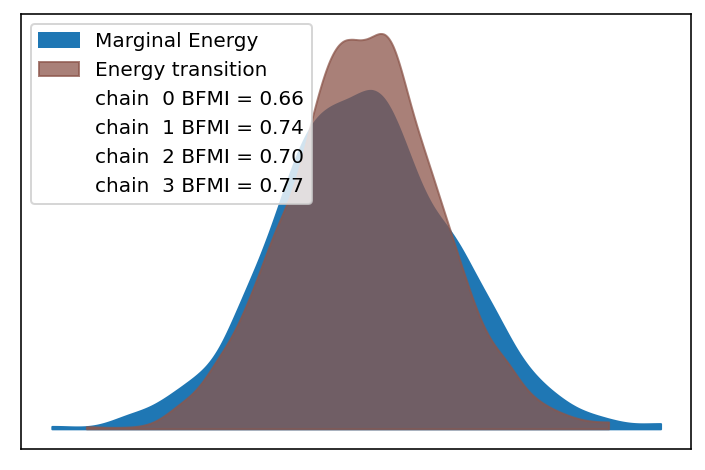 Marginal Energy
Energy transition
chain  0 BFMI = 0.66
chain  1 BFMI = 0.74
chain  2 BFMI = 0.70
chain  3 BFMI = 0.77